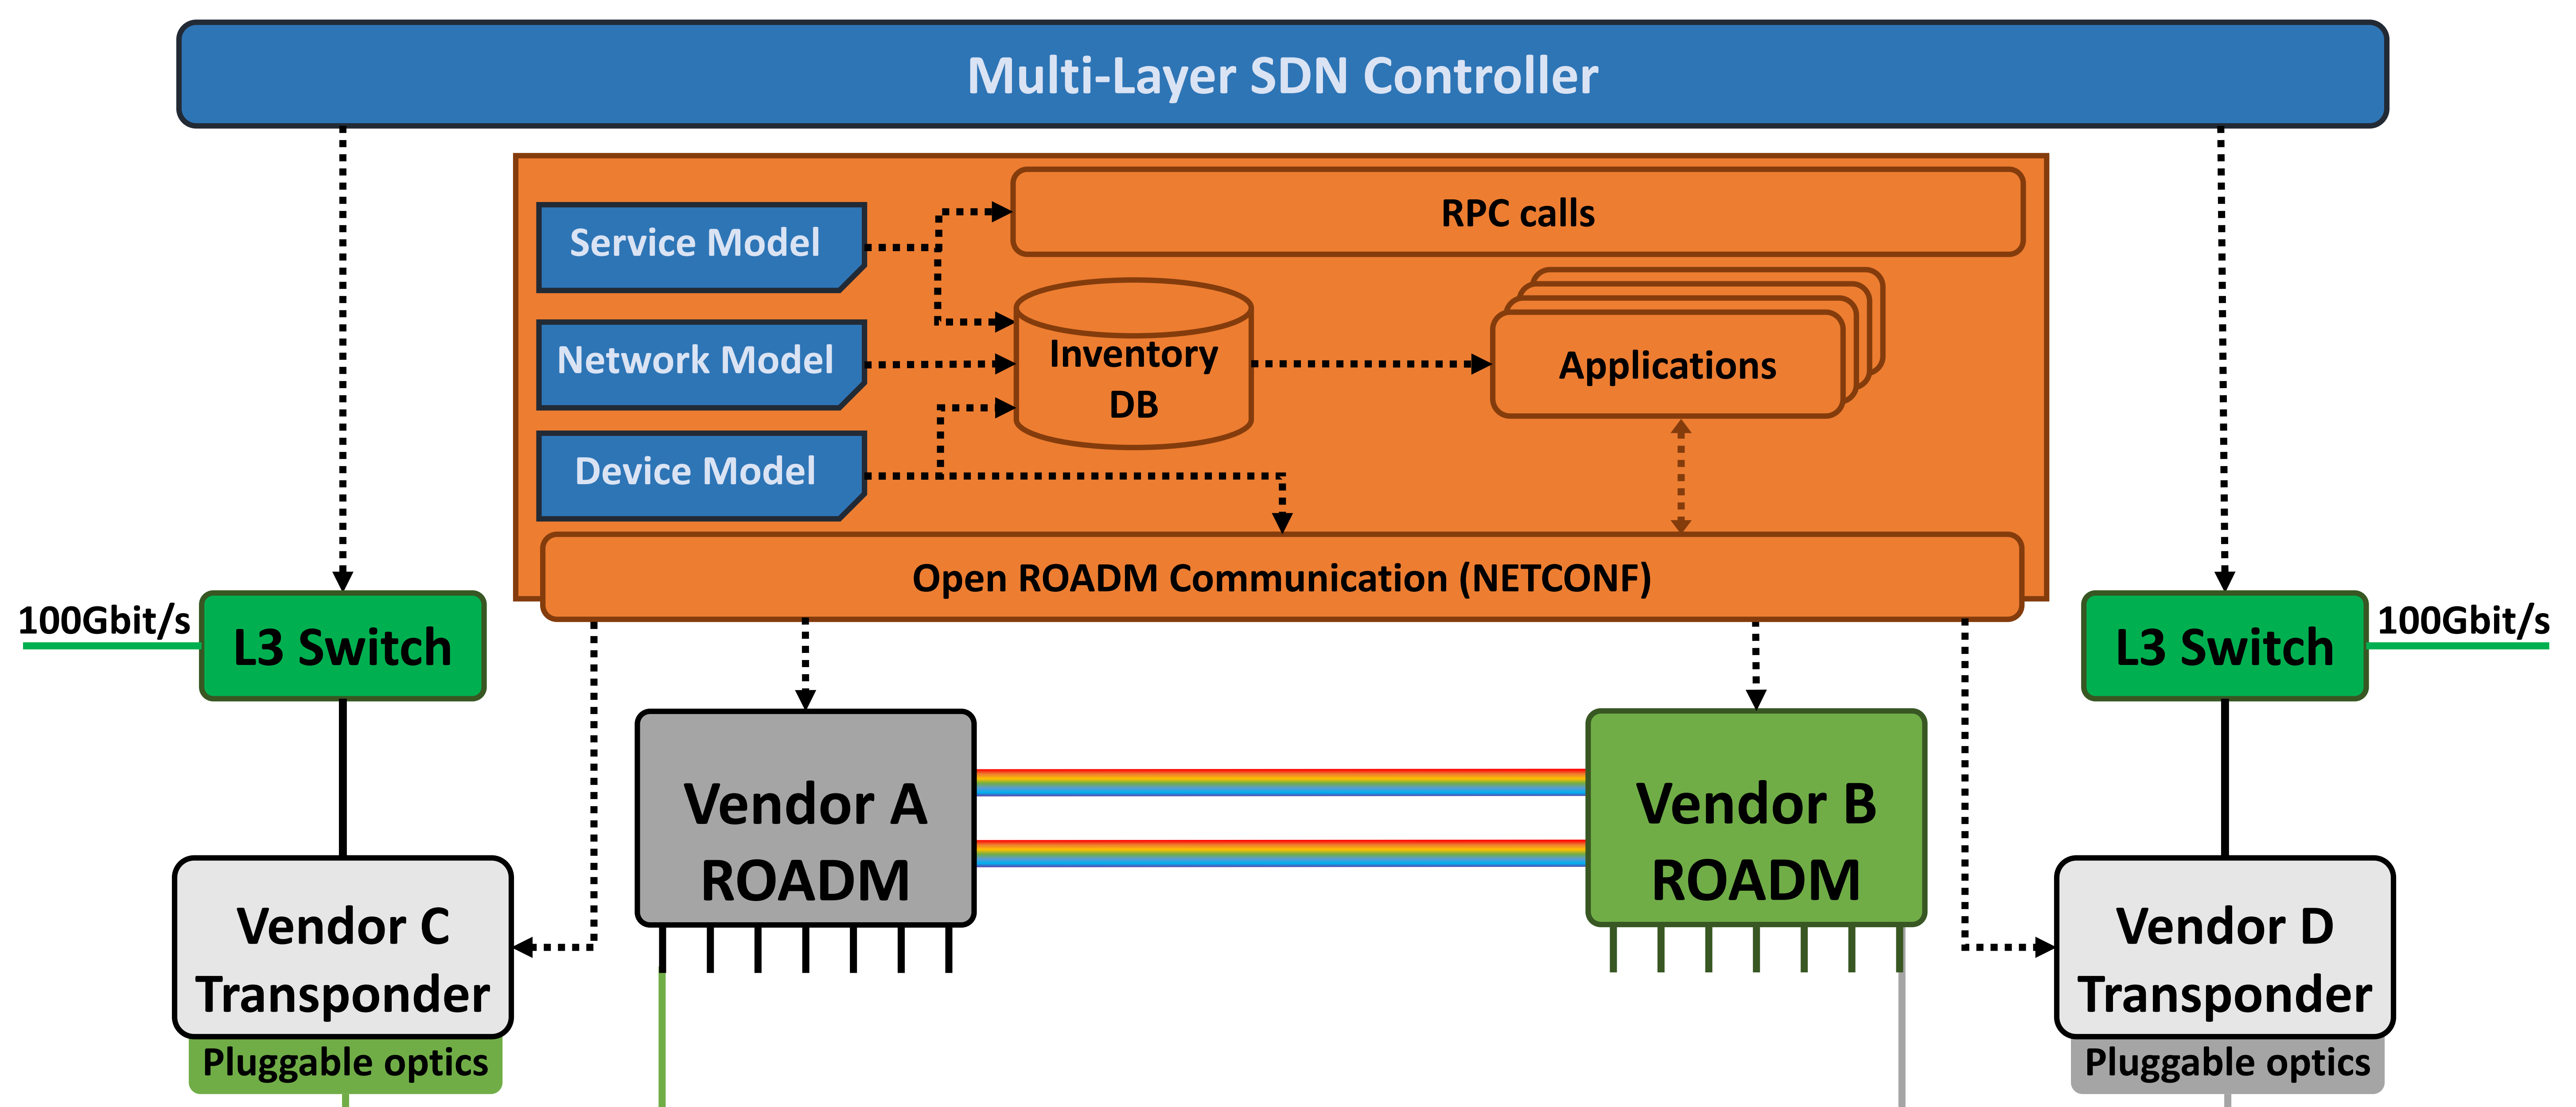 Multi-Layer SDN Controller
RPC calls
Service Model
Network Model
Device Model
Inventory
DB
Applications
Open ROADM Communication (NETCONF)
100Gbit/s
L3 Switch
L3 Switch
100Gbit/s
Vendor A
ROADM
Vendor B
ROADM
Vendor C
Transponder
Pluggable optics
Vendor D
Transponder
Pluggable optics